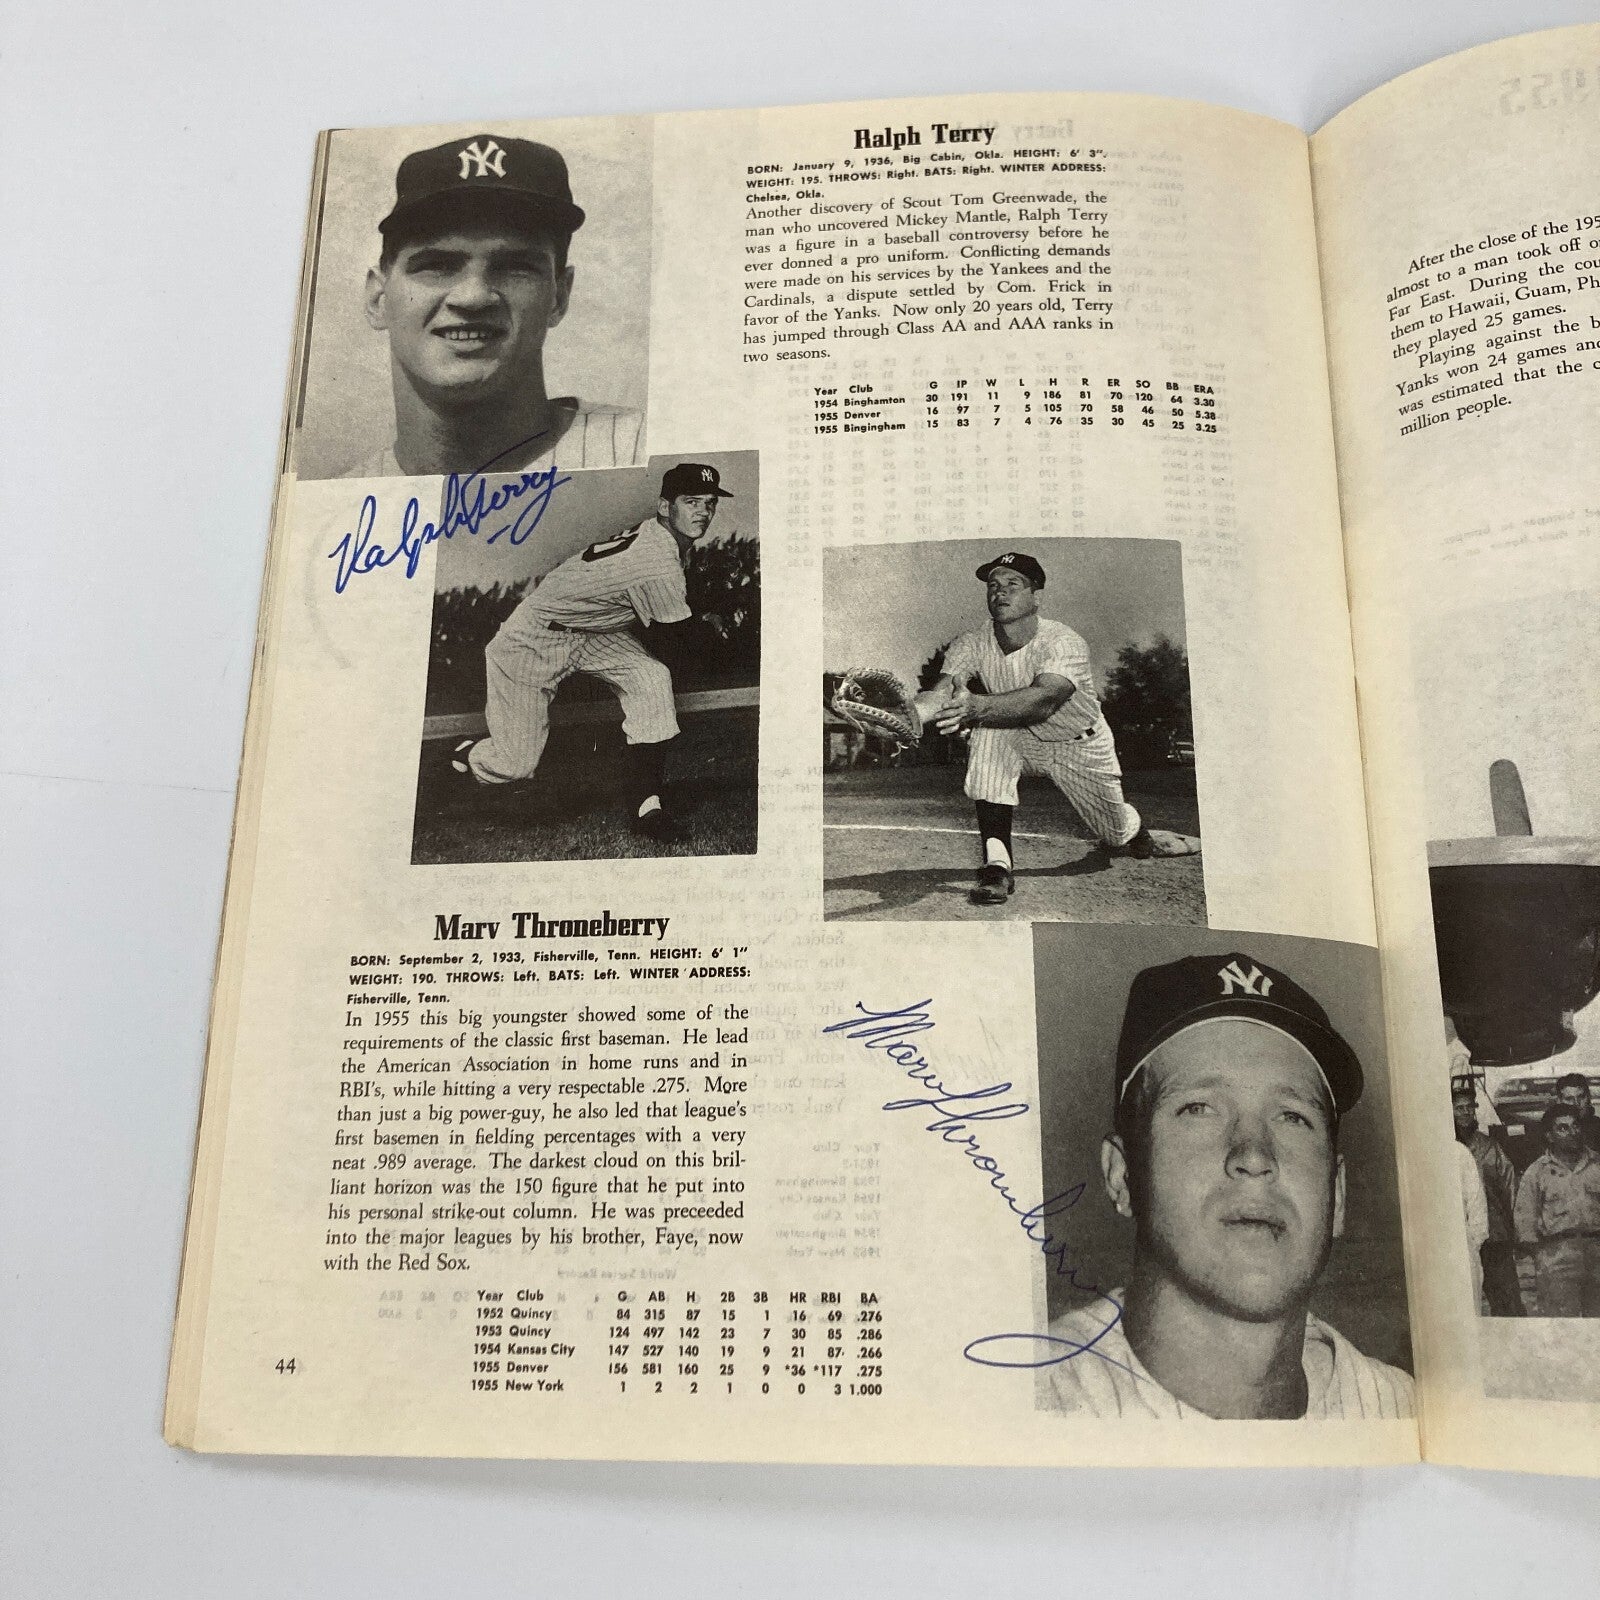 Ralph Terry
BORN: January 9, 1936, Big Cabin, Okla. HEIGHT: 6' 3".
WEIGHT: 195. THROWS: Right. BATS: Right. WINTER ADDRESS:
Chelsea, Okla.
Another discovery of Scout Tom Greenwade, the
man who uncovered Mickey Mantle, Ralph Terry
was a figure in a baseball controversy before he
ever donned a pro uniform. Conflicting demands
were made on his services by the Yankees and the
Cardinals, a dispute settled by Com. Frick in
favor of the Yanks. Now only 20 years old, Terry
has jumped through Class AA and AAA ranks in
two seasons.
Year Club G IP W L H R ER SO BB ERA
1954 Binghamton 30 191 11 9 186 81 70 120 64 3.30
1955 Denver 16 97 7 5 105 70 58 46 50 5.38
1955 Bingingham 15 83 7 4 76 35 30 45 25 3.25
NY
Ralph Terry
NY
NY
Marv Throneberry
BORN: September 2, 1933, Fisherville, Tenn. HEIGHT: 6' 1"
WEIGHT: 190. THROWS: Left. BATS: Left. WINTER ADDRESS:
Fisherville, Tenn.
In 1955 this big youngster showed some of the
requirements of the classic first baseman. He lead
the American Association in home runs and in
RBI's, while hitting a very respectable .275. More
than just a big power-guy, he also led that league's
first basemen in fielding percentages with a very
neat .989 average. The darkest cloud on this bril-
liant horizon was the 150 figure that he put into
his personal strike-out column. He was preceeded
into the major leagues by his brother, Faye, now
with the Red Sox.
Year Club G AB H 2B 3B HR RBI BA
1952 Quincy 84 315 87 15 1 16 69 .276
1953 Quincy 124 497 142 23 7 30 85 .286
1954 Kansas City 147 527 140 19 9 21 87 .266
1955 Denver 156 581 160 25 9 *36 *117 .275
1955 New York 1 2 2 1 0 0 3 1.000
NY
Marv Throneberry
44
After the close of the 195
almost to a man took off
Far East. During the
them to Hawaii, Guam,
they played 25 games.
Playing against the
Yanks won 24 games
was estimated that the
million people.